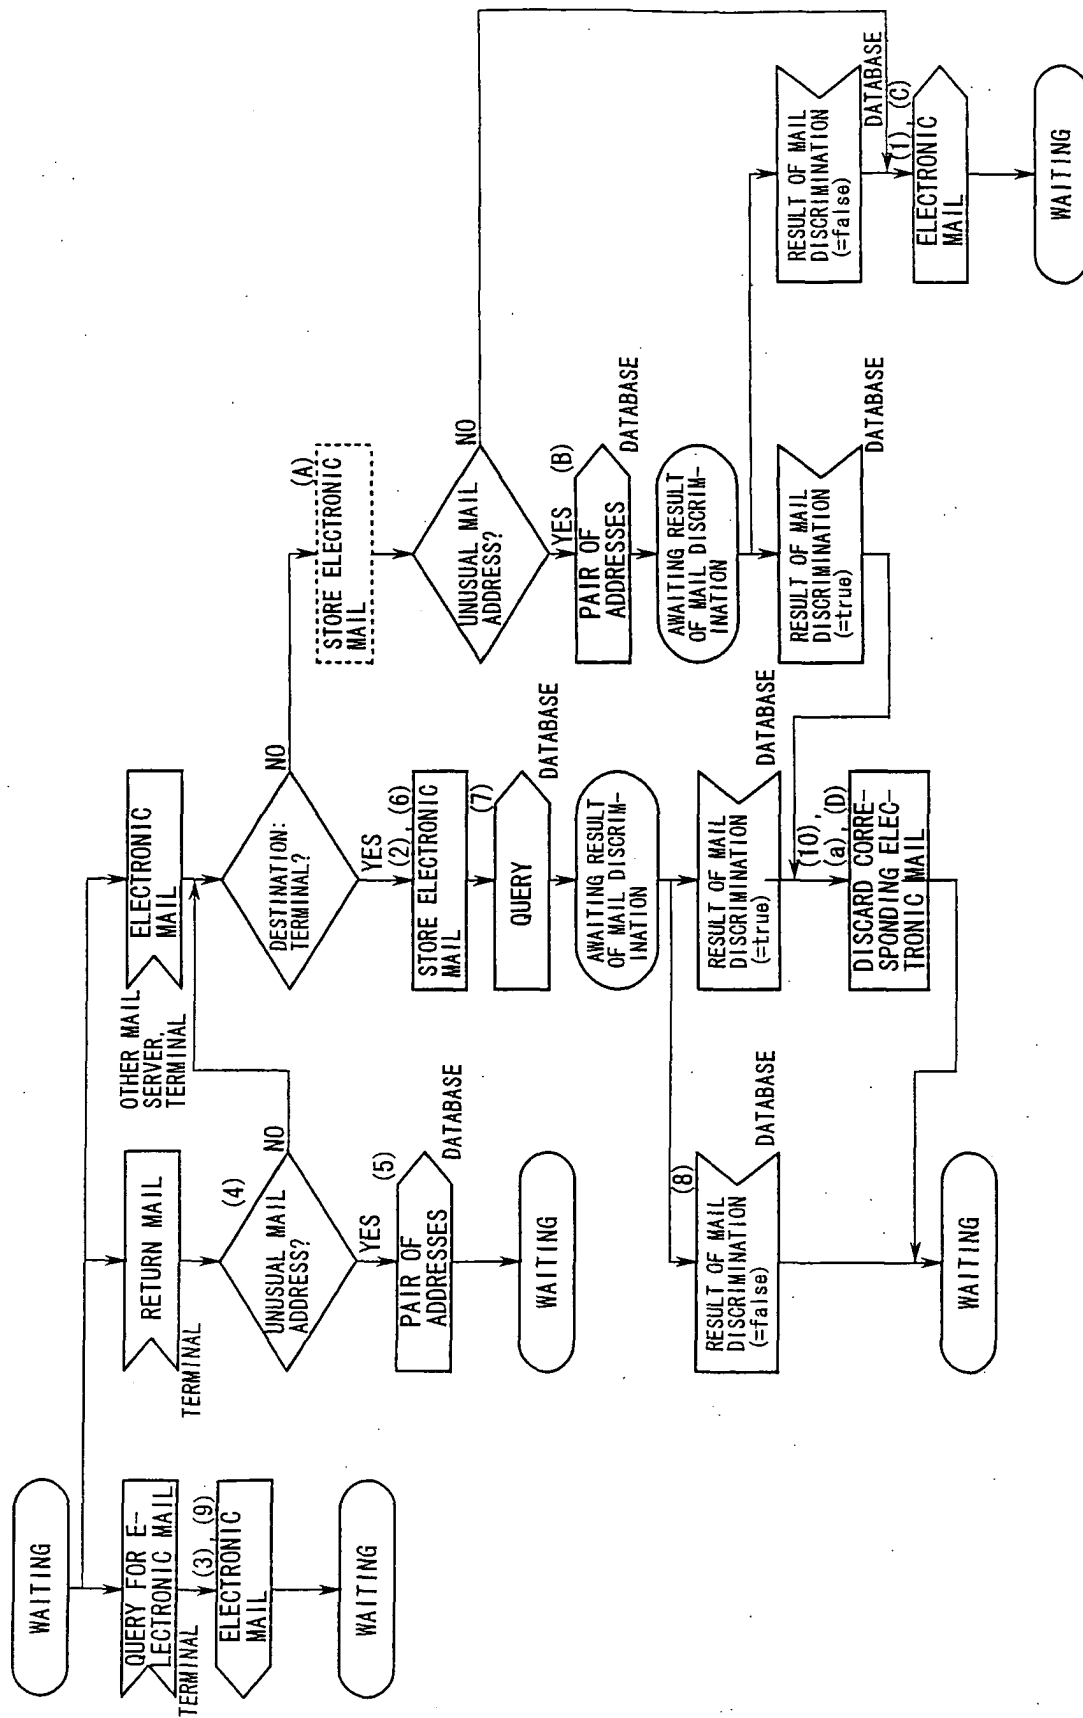 WAITING
QUERY FOR E-
LECTRONIC MAIL
TERMINAL
(3), (9)
ELECTRONIC
MAIL
WAITING
RETURN MAIL
TERMINAL
(4)
UNUSUAL MAIL
ADDRESS?
NO
YES
(5)
PAIR OF
ADDRESSES
DATABASE
WAITING
ELECTRONIC
MAIL
OTHER MAIL
SERVER,
TERMINAL
DESTINATION:
TERMINAL?
NO
YES
(2), (6)
STORE ELECTRONIC
MAIL
(7)
QUERY
DATABASE
AWAITING RESULT
OF MAIL DISCRIM-
INATION
(8)
RESULT OF MAIL
DISCRIMINATION
(=false)
DATABASE
RESULT OF MAIL
DISCRIMINATION
(=true)
DATABASE
(10),
(a), (D)
DISCARD CORRE-
SPONDING ELEC-
TRONIC MAIL
WAITING
(A)
STORE ELECTRONIC
MAIL
UNUSUAL MAIL
ADDRESS?
NO
YES
(B)
PAIR OF
ADDRESSES
DATABASE
AWAITING RESULT
OF MAIL DISCRIM-
INATION
RESULT OF MAIL
DISCRIMINATION
(=true)
DATABASE
RESULT OF MAIL
DISCRIMINATION
(=false)
DATABASE
(1), (C)
ELECTRONIC
MAIL
WAITING